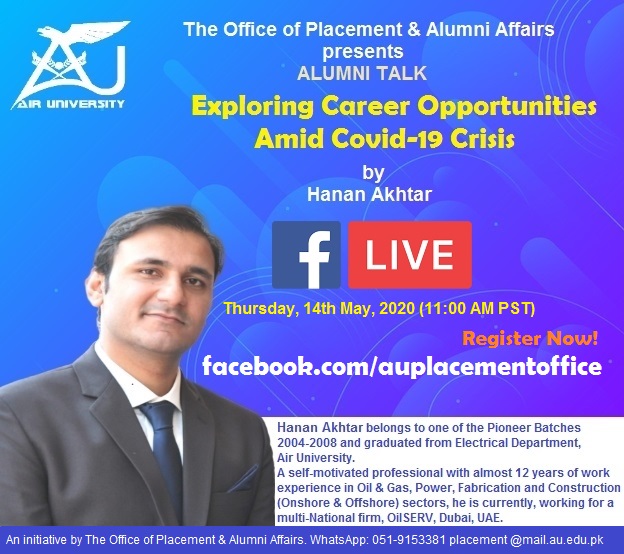 AIR UNIVERSITY
The Office of Placement & Alumni Affairs
presents
ALUMNI TALK
Exploring Career Opportunities
Amid Covid-19 Crisis
by
Hanan Akhtar
f LIVE
Thursday, 14th May, 2020 (11:00 AM PST)
Register Now!
facebook.com/auplacementoffice
Hanan Akhtar belongs to one of the Pioneer Batches
2004-2008 and graduated from Electrical Department,
Air University.
A self-motivated professional with almost 12 years of work
experience in Oil & Gas, Power, Fabrication and Construction
(Onshore & Offshore) sectors, he is currently, working for a
multi-National firm, OilSERV, Dubai, UAE.
An initiative by The Office of Placement & Alumni Affairs. WhatsApp: 051-9153381 placement @mail.au.edu.pk